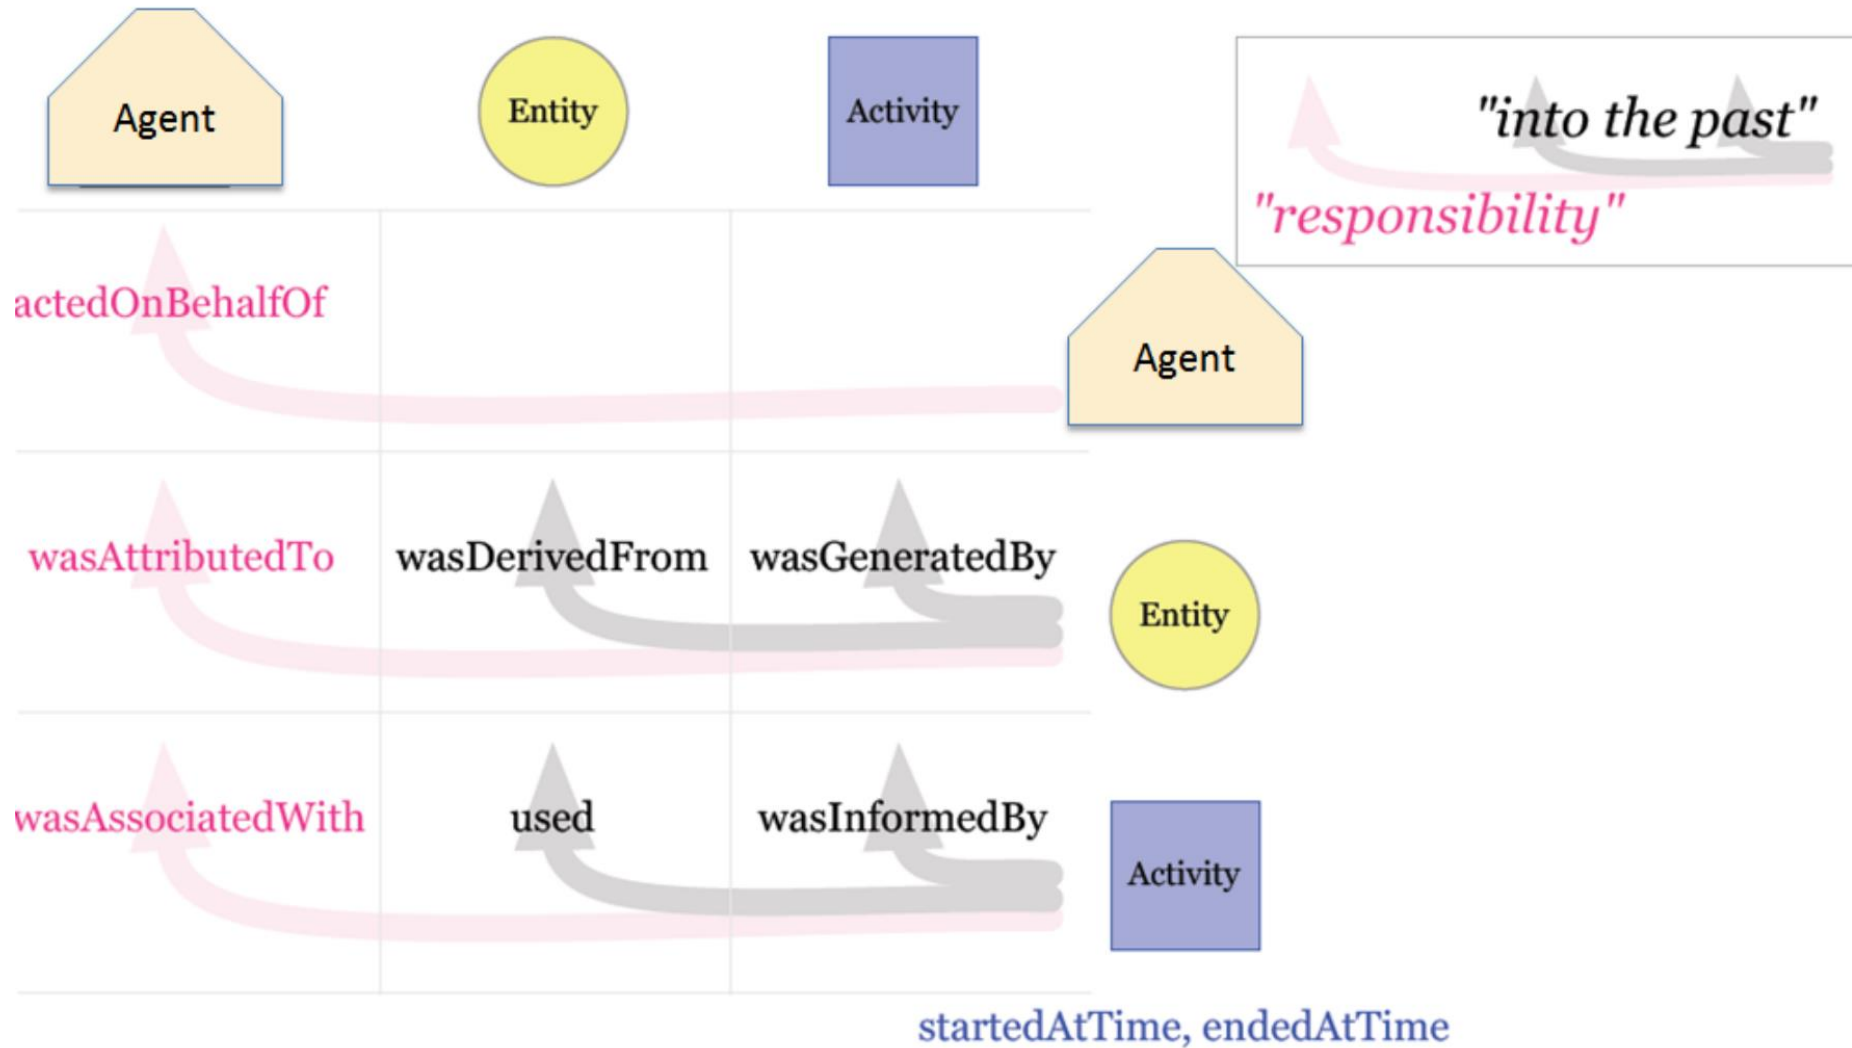 Agent
Entity
Activity
"into the past"
"responsibility"
actedOnBehalfOf
Agent
wasAttributedTo
wasDerivedFrom
wasGeneratedBy
Entity
wasAssociatedWith
used
wasInformedBy
Activity
startedAtTime, endedAtTime